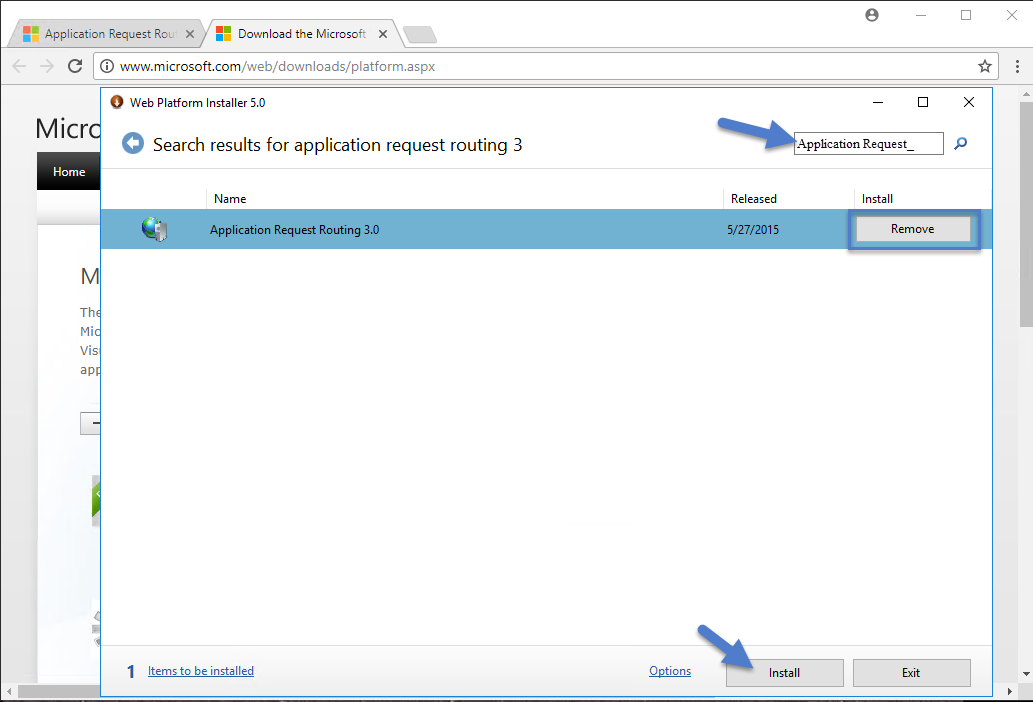 Application Request Rou
Download the Microsoft
www.microsoft.com/web/downloads/platform.aspx
Web Platform Installer 5.0
Micro
Search results for application request routing 3
Application Request_
Home
Name
Released
Install
Application Request Routing 3.0
5/27/2015
Remove
M
The
Mic
Visu
app
1
Items to be installed
Options
Install
Exit